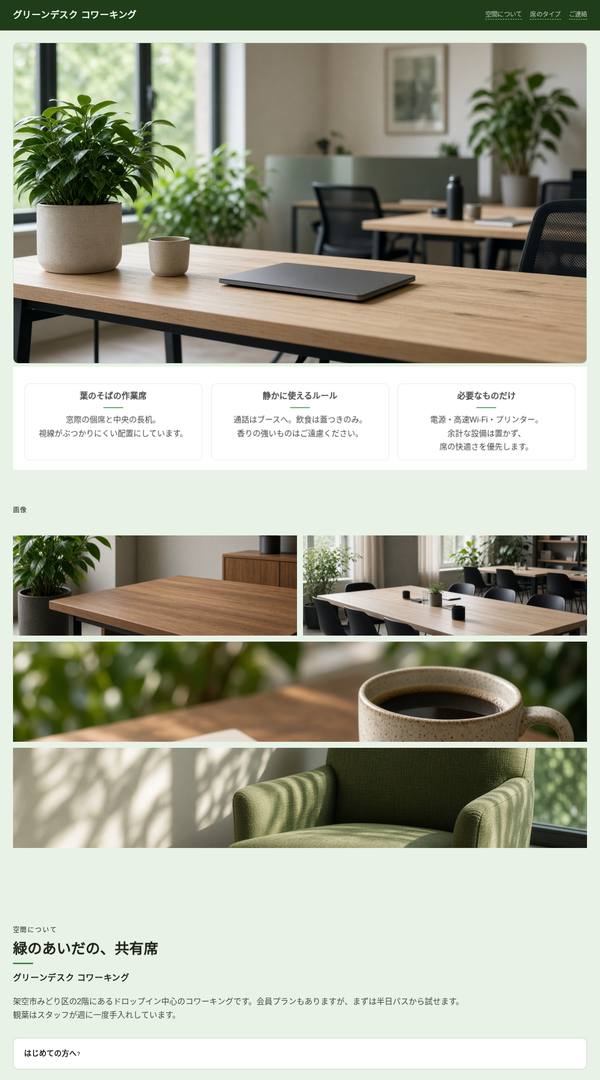 グリーンデスク コワーキング
空間について 席のタイプ ご連絡
葉のそばの作業席
窓際の個席と中央の長机。
視線がぶつかりにくい配置にしています。
静かに使えるルール
通話はブースへ。飲食は蓋つきのみ。
香りの強いものはご遠慮ください。
必要なものだけ
電源・高速Wi-Fi・プリンター。
余計な設備は置かず、
席の快適さを優先します。
画像
空間について
緑のあいだの、共有席
グリーンデスク コワーキング
架空市みどり区の2階にあるドロップイン中心のコワーキングです。会員プランもありますが、まずは半日パスから試せます。
観葉はスタッフが週に一度手入れしています。
はじめての方へ›